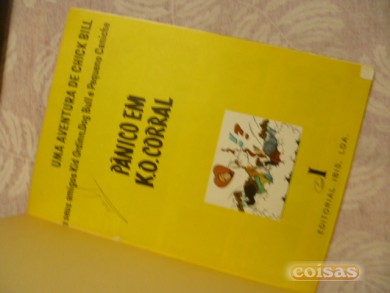 UMA AVENTURA DE CHICK BILL
e seus amigos Kid Ordinn, Dog Bull e Pequeno Caniche
PÂNICO EM
K.O. CORRAL
I
EDITORIAL IBIS, LDA.
coisas